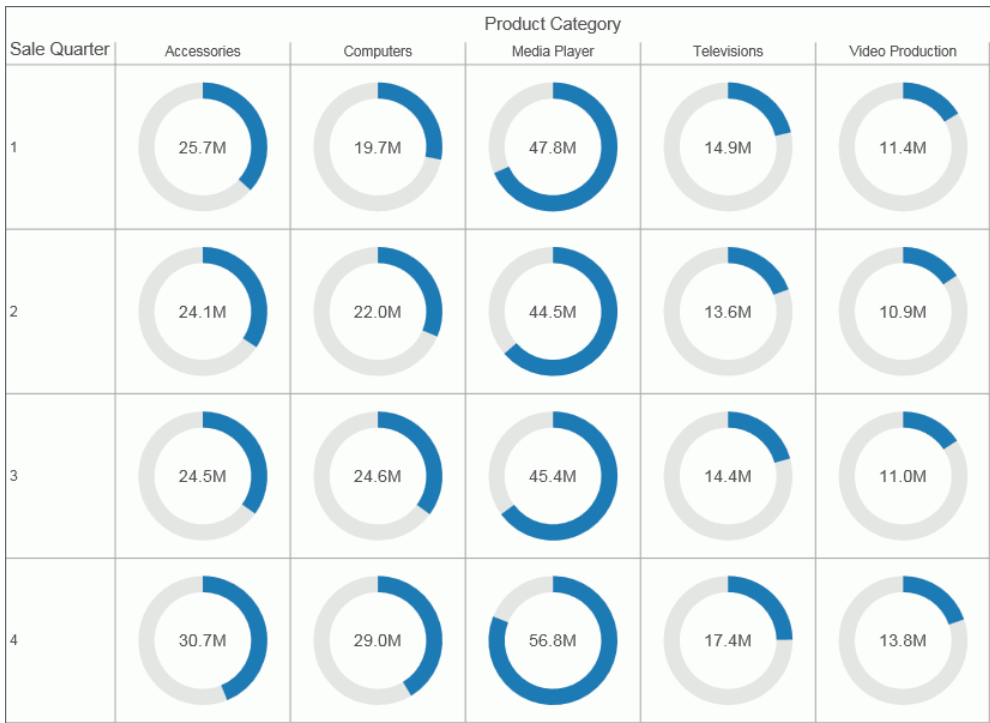 Product Category
Sale Quarter Accessories Computers Media Player Televisions Video Production
1 25.7M 19.7M 47.8M 14.9M 11.4M
2 24.1M 22.0M 44.5M 13.6M 10.9M
3 24.5M 24.6M 45.4M 14.4M 11.0M
4 30.7M 29.0M 56.8M 17.4M 13.8M